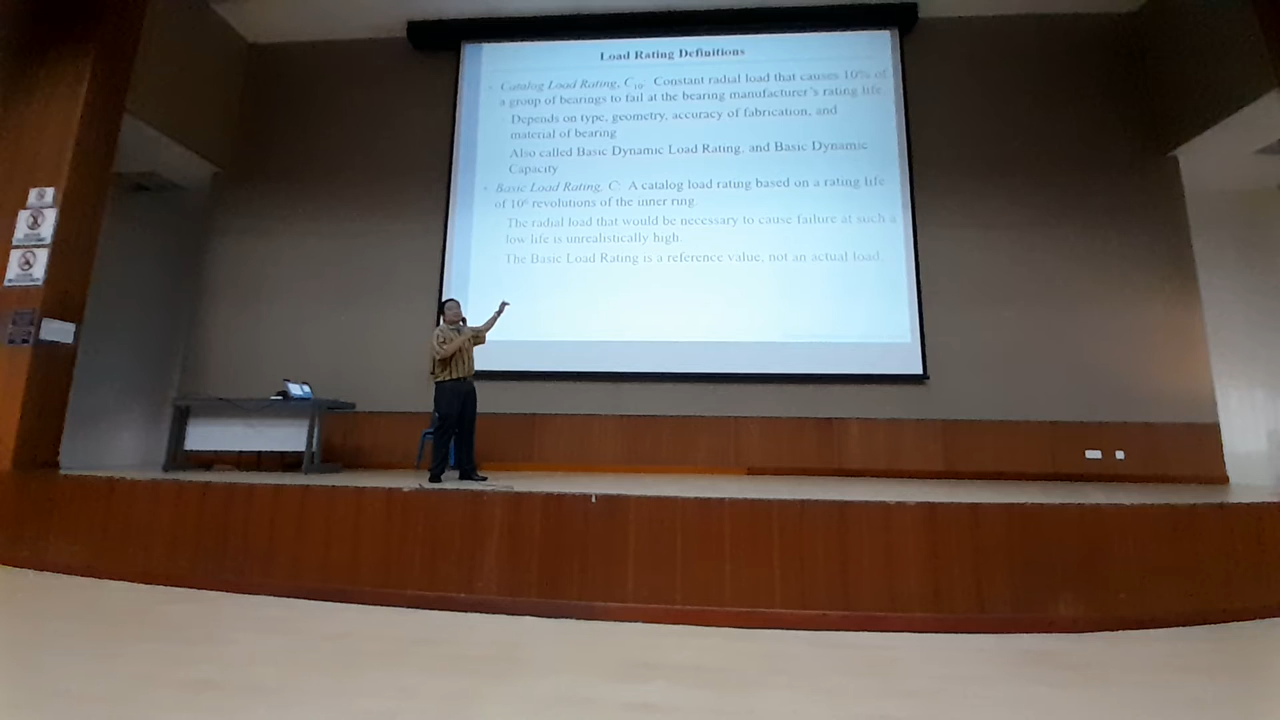 Load Rating Definitions
Catalog Load Rating, C10: Constant radial load that causes 10% of
a group of bearings to fail at the bearing manufacturer's rating life.
Depends on type, geometry, accuracy of fabrication, and
material of bearing
Also called Basic Dynamic Load Rating, and Basic Dynamic
Capacity
Basic Load Rating, C: A catalog load rating based on a rating life
of 10⁶ revolutions of the inner ring.
The radial load that would be necessary to cause failure at such a
low life is unrealistically high.
The Basic Load Rating is a reference value, not an actual load.